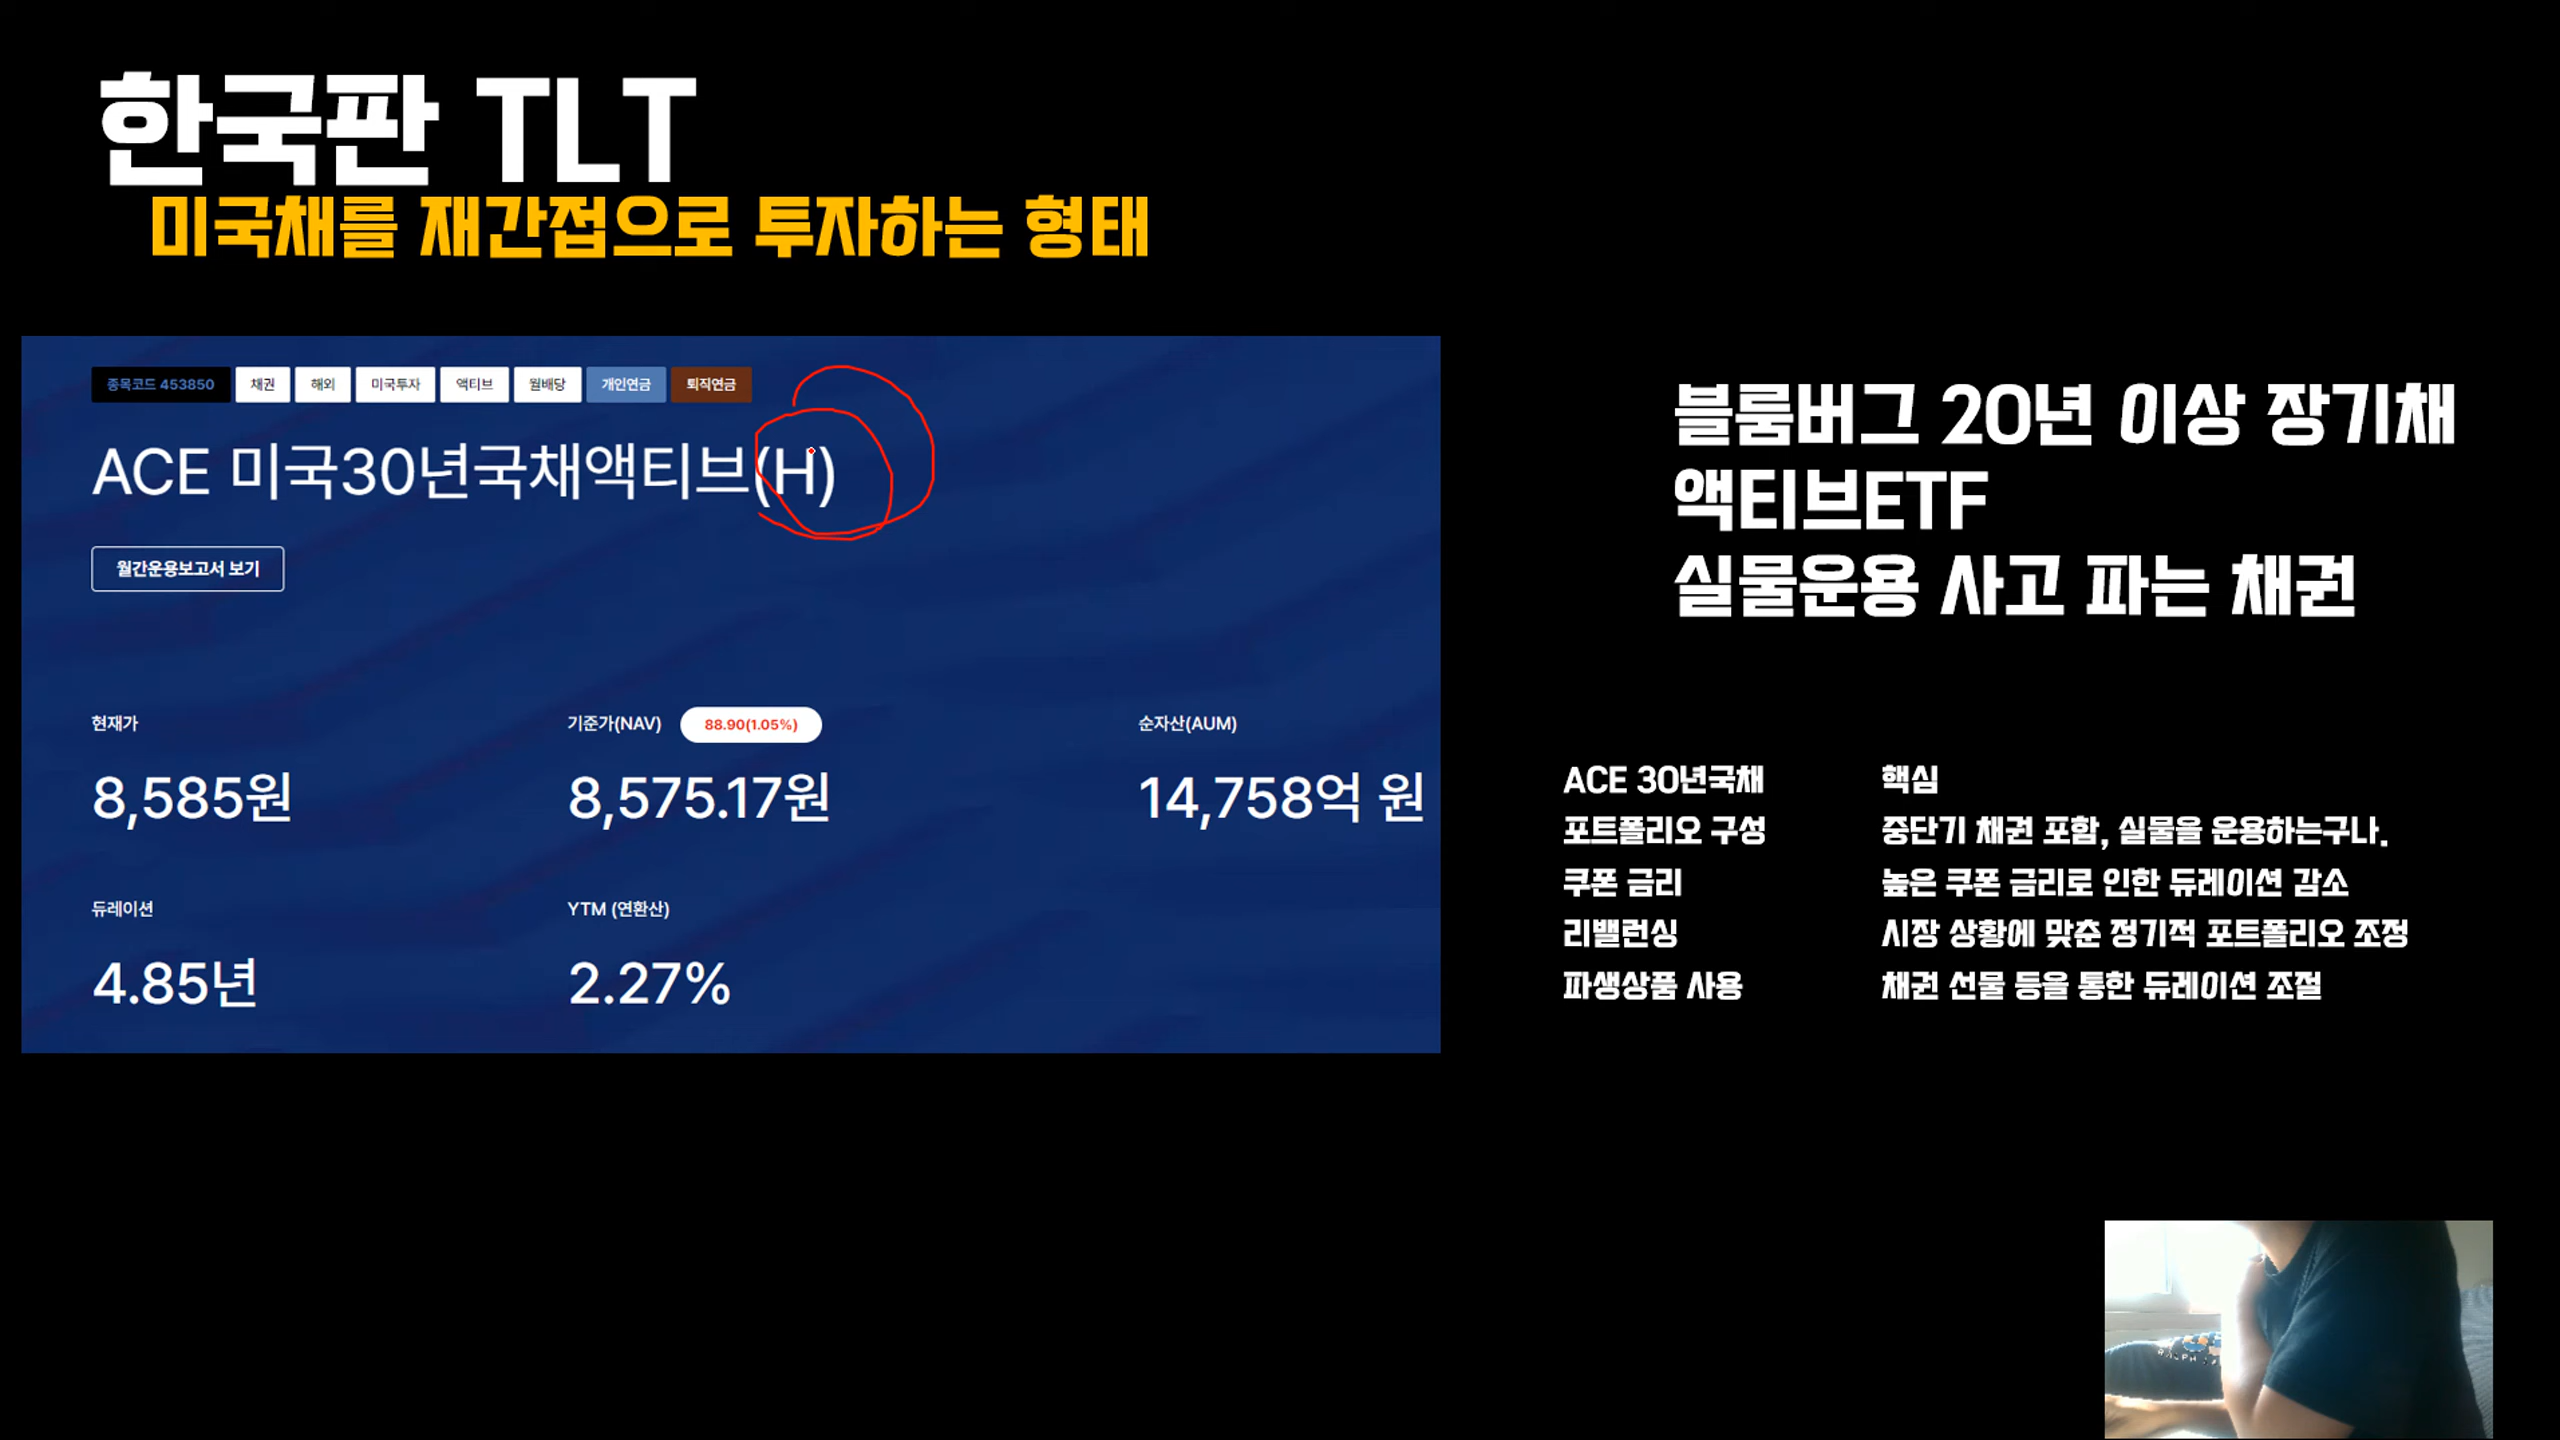 한국판 TLT
미국채를 재간접으로 투자하는 형태
종목코드 453850 채권 해외 미국투자 액티브 월배당 개인연금 퇴직연금
ACE 미국30년국채액티브(H)
월간운용보고서 보기
현재가 기준가(NAV) 88.90(1.05%) 순자산(AUM)
8,585원 8,575.17원 14,758억 원
듀레이션 YTM (연환산)
4.85년 2.27%
블룸버그 20년 이상 장기채
액티브ETF
실물운용 사고 파는 채권
ACE 30년국채 핵심
포트폴리오 구성 중단기 채권 포함, 실물을 운용하는구나.
쿠폰 금리 높은 쿠폰 금리로 인한 듀레이션 감소
리밸런싱 시장 상황에 맞춘 정기적 포트폴리오 조정
파생상품 사용 채권 선물 등을 통한 듀레이션 조절